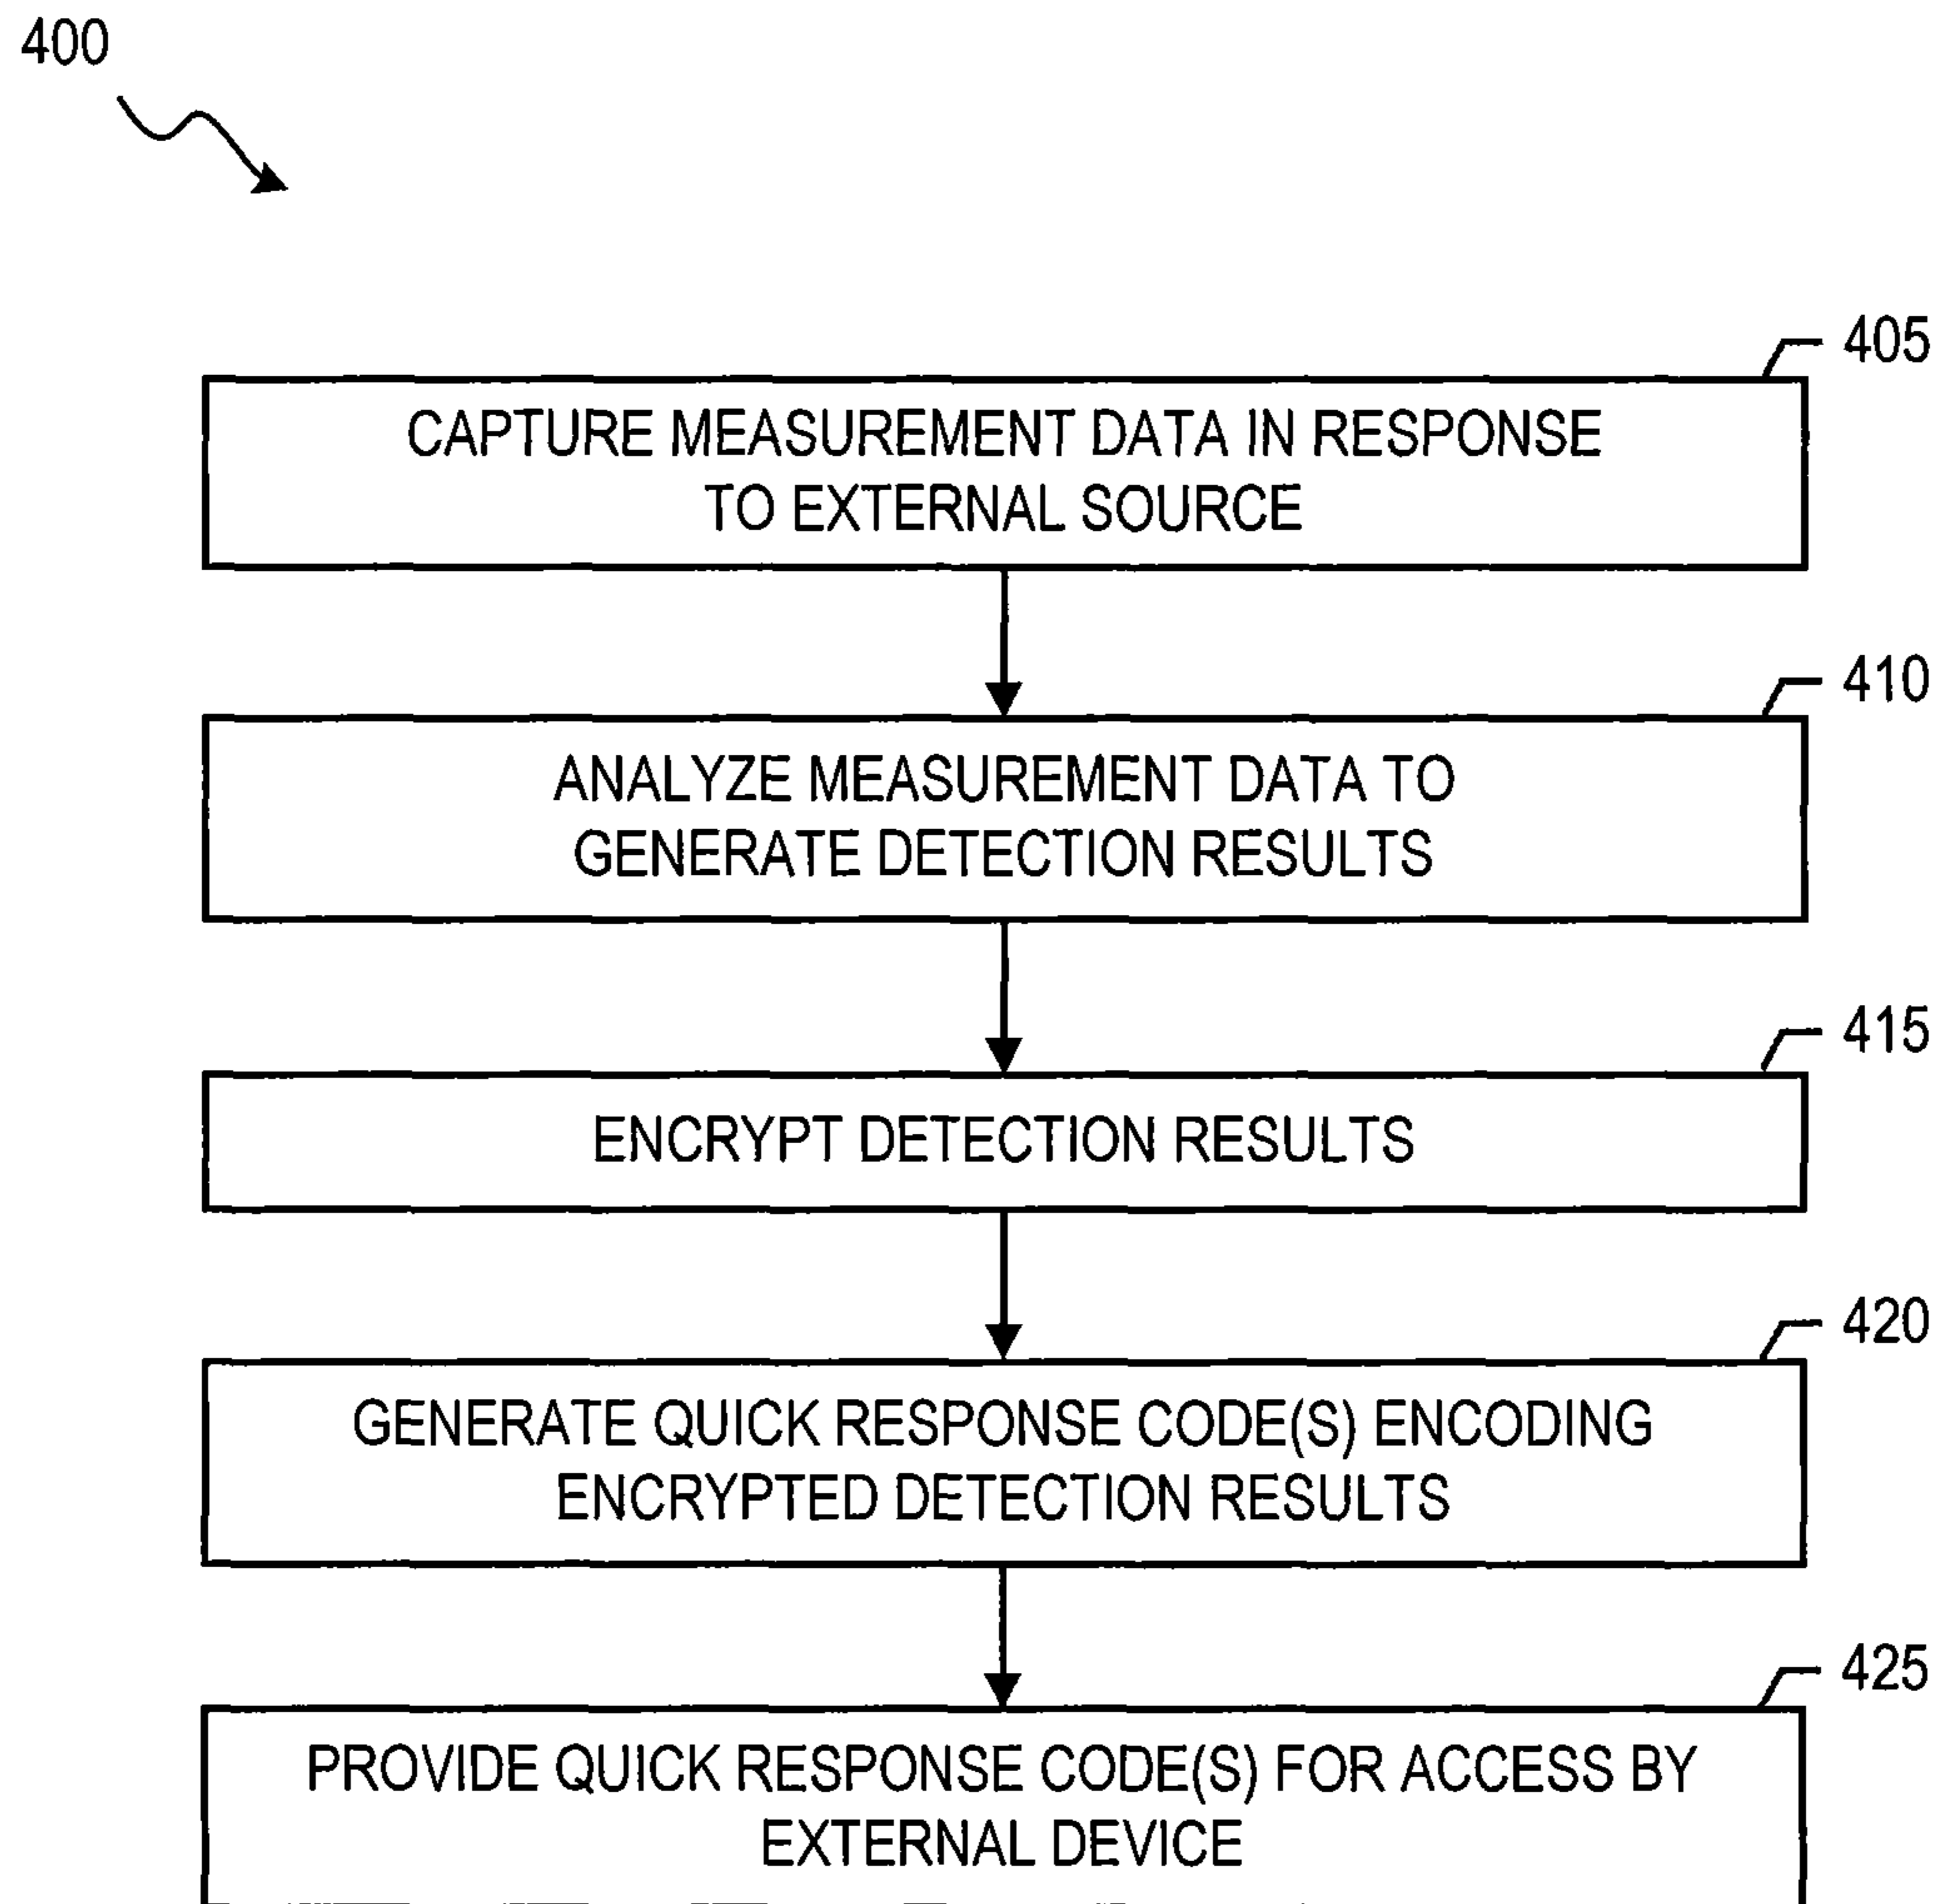 400
405
CAPTURE MEASUREMENT DATA IN RESPONSE
TO EXTERNAL SOURCE
410
ANALYZE MEASUREMENT DATA TO
GENERATE DETECTION RESULTS
415
ENCRYPT DETECTION RESULTS
420
GENERATE QUICK RESPONSE CODE(S) ENCODING
ENCRYPTED DETECTION RESULTS
425
PROVIDE QUICK RESPONSE CODE(S) FOR ACCESS BY
EXTERNAL DEVICE